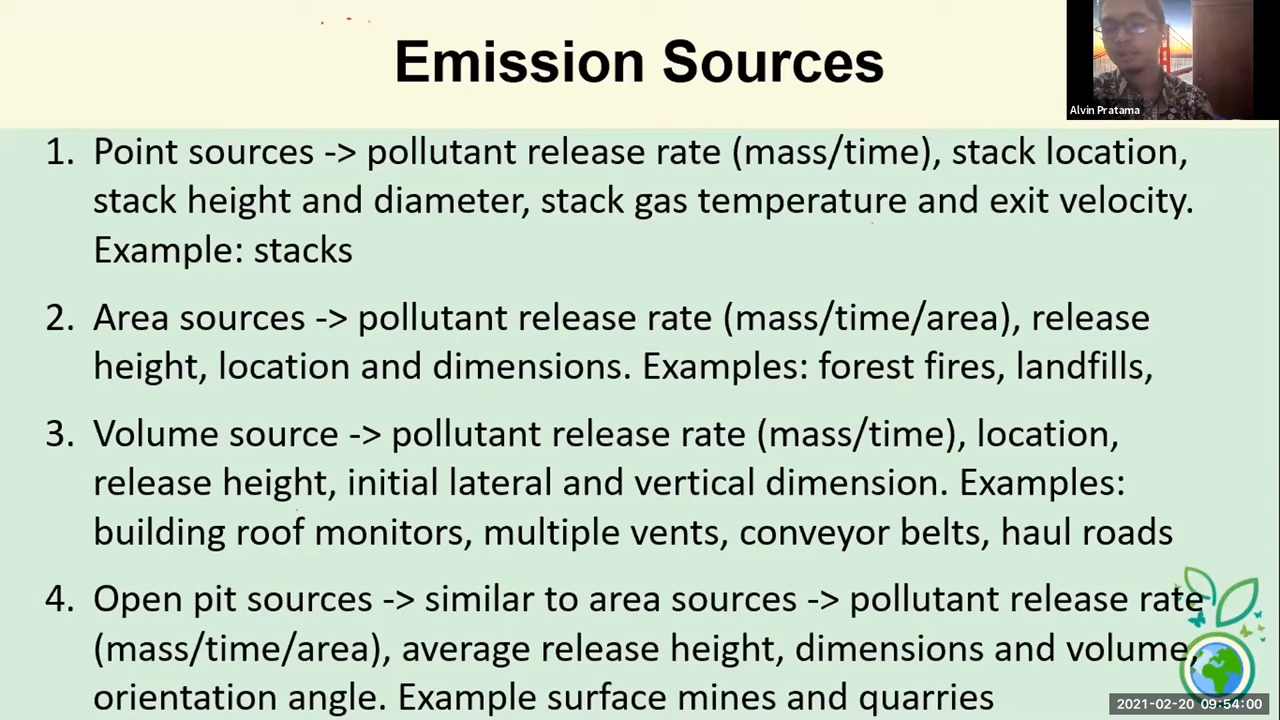 Emission Sources
Alvin Pratama
1. Point sources -> pollutant release rate (mass/time), stack location,
stack height and diameter, stack gas temperature and exit velocity.
Example: stacks
2. Area sources -> pollutant release rate (mass/time/area), release
height, location and dimensions. Examples: forest fires, landfills,
3. Volume source -> pollutant release rate (mass/time), location,
release height, initial lateral and vertical dimension. Examples:
building roof monitors, multiple vents, conveyor belts, haul roads
4. Open pit sources -> similar to area sources -> pollutant release rate
(mass/time/area), average release height, dimensions and volume,
orientation angle. Example surface mines and quarries
2021-02-20 09:54:00